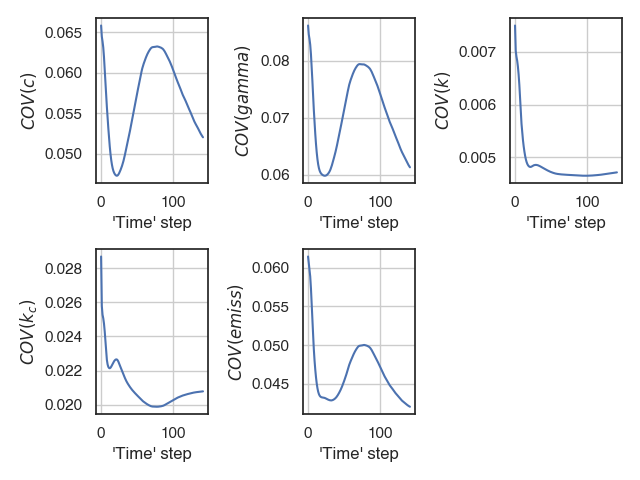 COV(c)
0.065
0.060
0.055
0.050
0
100
'Time' step
COV(gamma)
0.08
0.07
0.06
0
100
'Time' step
COV(k)
0.007
0.006
0.005
0
100
'Time' step
COV(k_c)
0.028
0.026
0.024
0.022
0.020
0
100
'Time' step
COV(emiss)
0.060
0.055
0.050
0.045
0
100
'Time' step